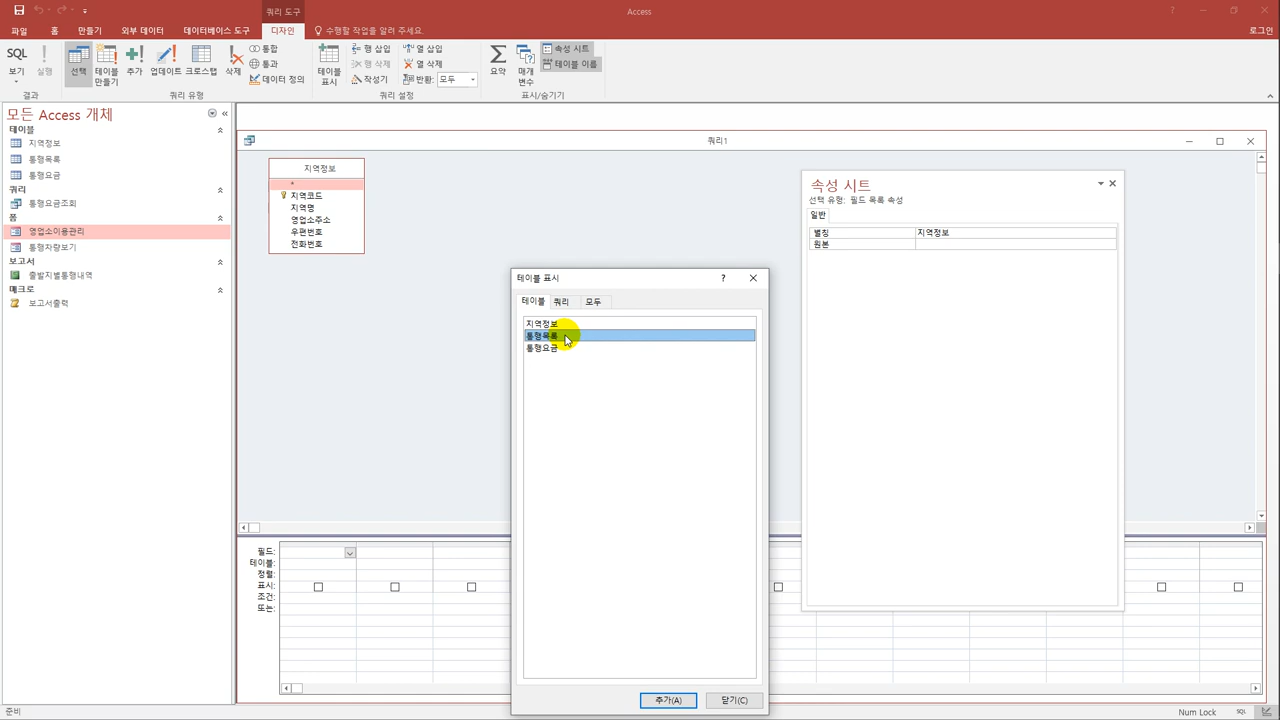 쿼리 도구
Access
파일 홈 만들기 외부 데이터 데이터베이스 도구 디자인 수행할 작업을 알려 주세요. 로그인
SQL 보기
실행
선택
테이블 만들기
추가
업데이트
크로스탭
삭제
통합
통과
데이터 정의
테이블 표시
행 삽입
행 삭제
작성기
열 삽입
열 삭제
반환: 모두
요약
매개 변수
속성 시트
테이블 이름
결과 쿼리 유형 쿼리 설정 표시/숨기기
모든 Access 개체
테이블
지역정보
통행목록
통행요금
쿼리
통행요금조회
폼
영업소이용관리
통행차량보기
보고서
출발지별통행내역
매크로
보고서출력
쿼리1
지역정보
*
지역코드
지역명
영업소주소
우편번호
전화번호
속성 시트
선택 유형: 필드 목록 속성
일반
별칭 지역정보
원본
테이블 표시 ?
테이블 쿼리 모두
지역정보
통행목록
통행요금
추가(A) 닫기(C)
필드:
테이블:
정렬:
표시:
조건:
또는:
준비 Num Lock SQL